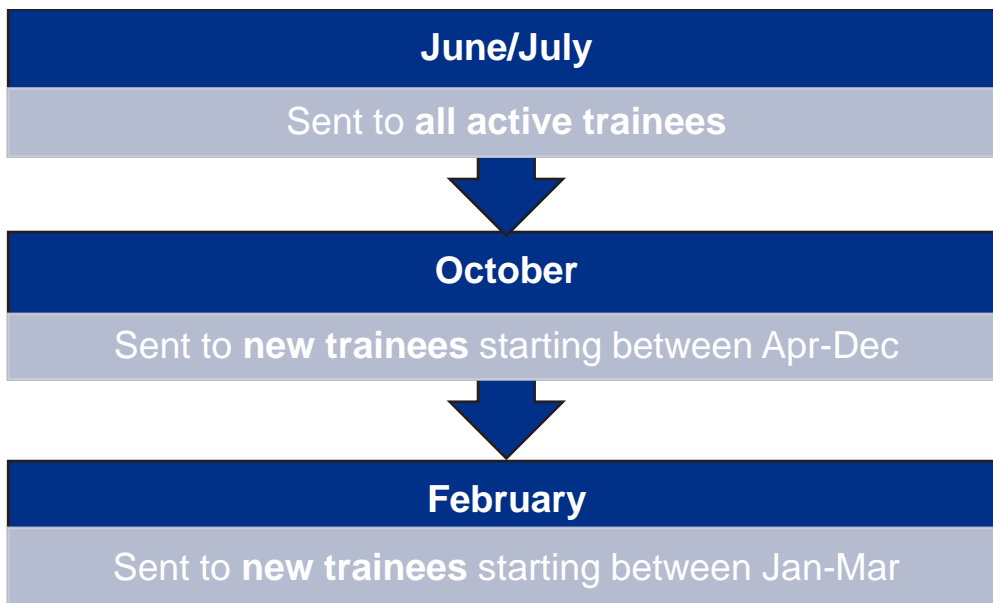 June/July
Sent to all active trainees
October
Sent to new trainees starting between Apr-Dec
February
Sent to new trainees starting between Jan-Mar